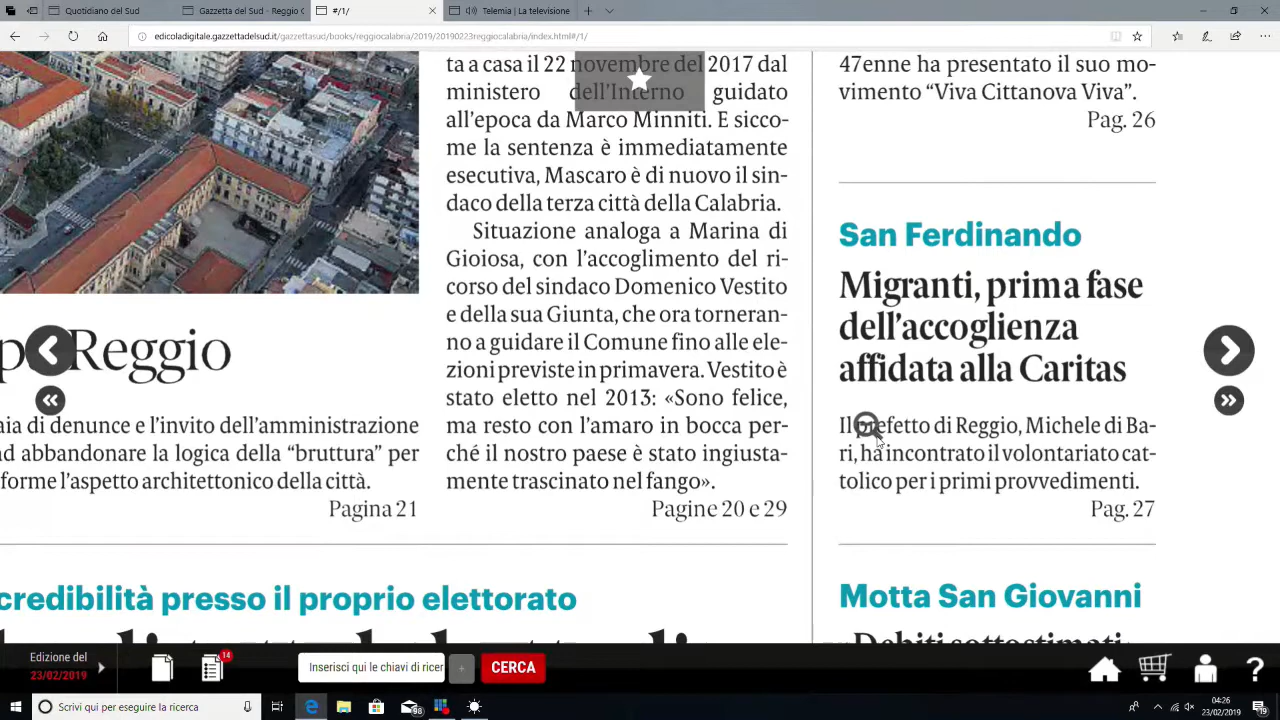 Quotidiano del Sud
Gazzetta del Sud - Reggio C
#/1/
Telemia | La televisione
edicoladigitale.gazzettadelsud.it/gazzettasud/books/reggiocalabria/2019/20190223reggiocalabria/index.html#/1/
ta a casa il 22 novembre del 2017 dal
ministero dell'Interno guidato
all'epoca da Marco Minniti. E sicco-
me la sentenza è immediatamente
esecutiva, Mascaro è di nuovo il sin-
daco della terza città della Calabria.
Situazione analoga a Marina di
Gioiosa, con l'accoglimento del ri-
corso del sindaco Domenico Vestito
e della sua Giunta, che ora torneran-
no a guidare il Comune fino alle ele-
zioni previste in primavera. Vestito è
stato eletto nel 2013: «Sono felice,
ma resto con l'amaro in bocca per-
ché il nostro paese è stato ingiusta-
mente trascinato nel fango».
Pagine 20 e 29
47enne ha presentato il suo mo-
vimento “Viva Cittanova Viva”.
Pag. 26
San Ferdinando
Migranti, prima fase
dell'accoglienza
affidata alla Caritas
Il prefetto di Reggio, Michele di Ba-
ri, ha incontrato il volontariato cat-
tolico per i primi provvedimenti.
Pag. 27
Motta San Giovanni
«Debiti sottostimati
Reggio
aia di denunce e l'invito dell'amministrazione
ad abbandonare la logica della “bruttura” per
forme l'aspetto architettonico della città.
Pagina 21
credibilità presso il proprio elettorato
Edizione del
23/02/2019
14
Inserisci qui le chiavi di ricer
+
CERCA
?
Scrivi qui per eseguire la ricerca
98
04:26
23/02/2019
19